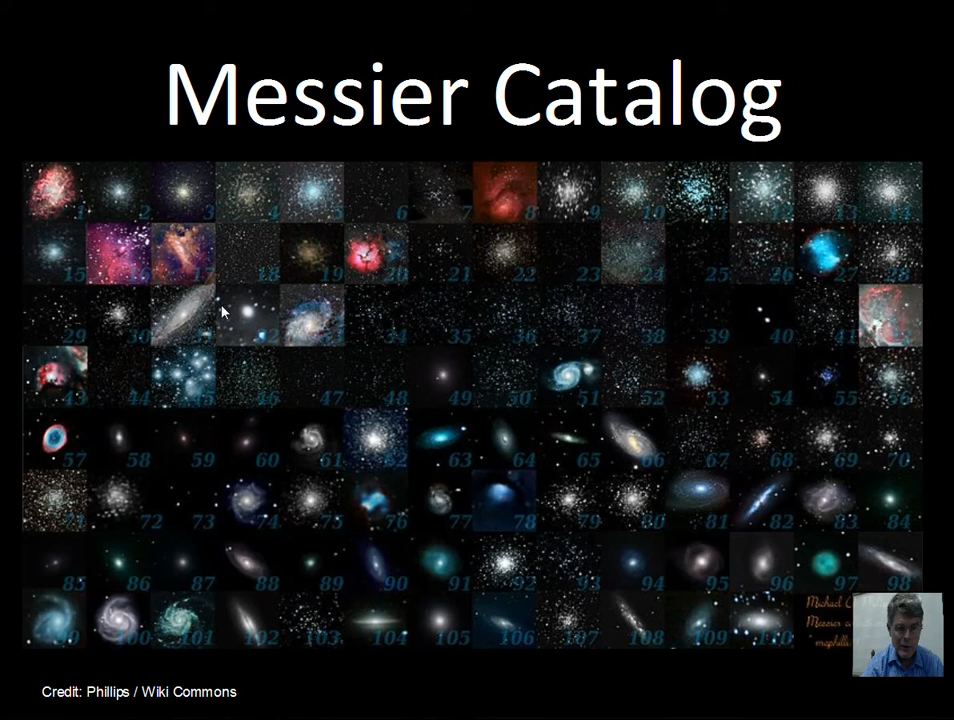 Messier Catalog
1 2 3 4 5 6 7 8 9 10 11 12 13 14
15 16 17 18 19 20 21 22 23 24 25 26 27 28
29 30 31 32 33 34 35 36 37 38 39 40 41
43 44 45 46 47 48 49 50 51 52 53 54 55 56
57 58 59 60 61 62 63 64 65 66 67 68 69 70
71 72 73 74 75 76 77 78 79 80 81 82 83 84
85 86 87 88 89 90 91 92 93 94 95 96 97 98
99 100 101 102 103 104 105 106 107 108 109 110
Michael
Messier
Credit: Phillips / Wiki Commons